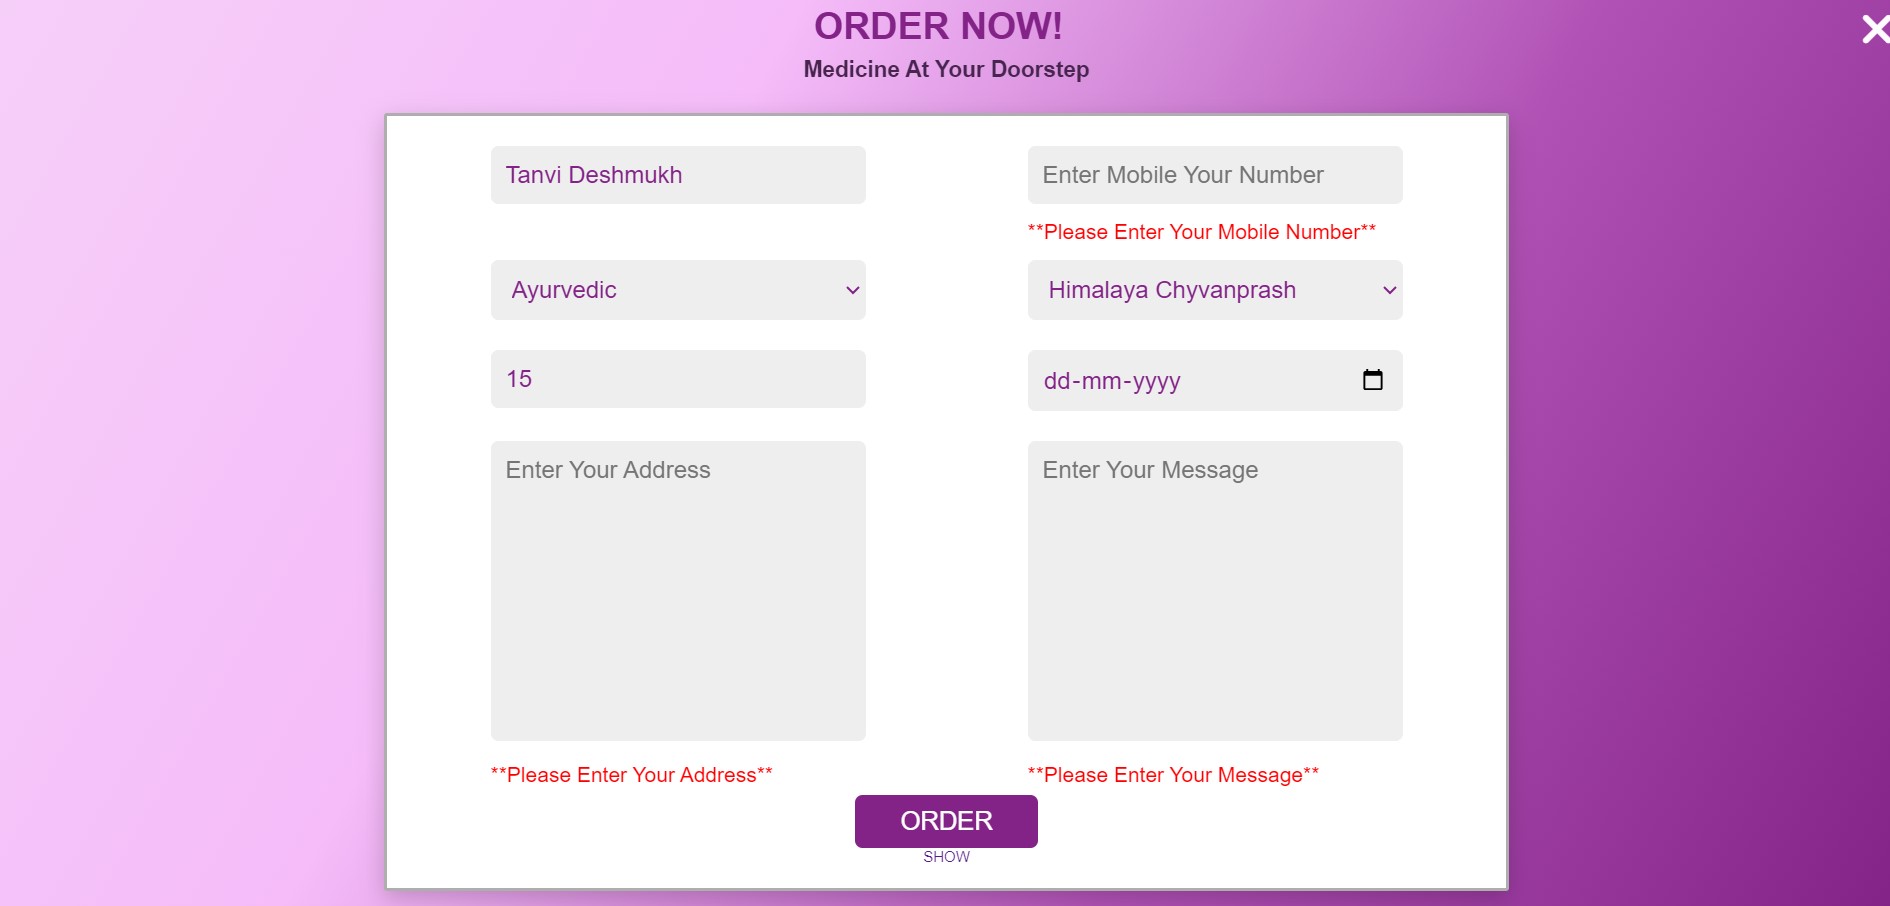 ORDER NOW!
Medicine At Your Doorstep
Tanvi Deshmukh
Enter Mobile Your Number
**Please Enter Your Mobile Number**
Ayurvedic
Himalaya Chyvanprash
15
dd-mm-yyyy
Enter Your Address
Enter Your Message
**Please Enter Your Address**
**Please Enter Your Message**
ORDER
SHOW